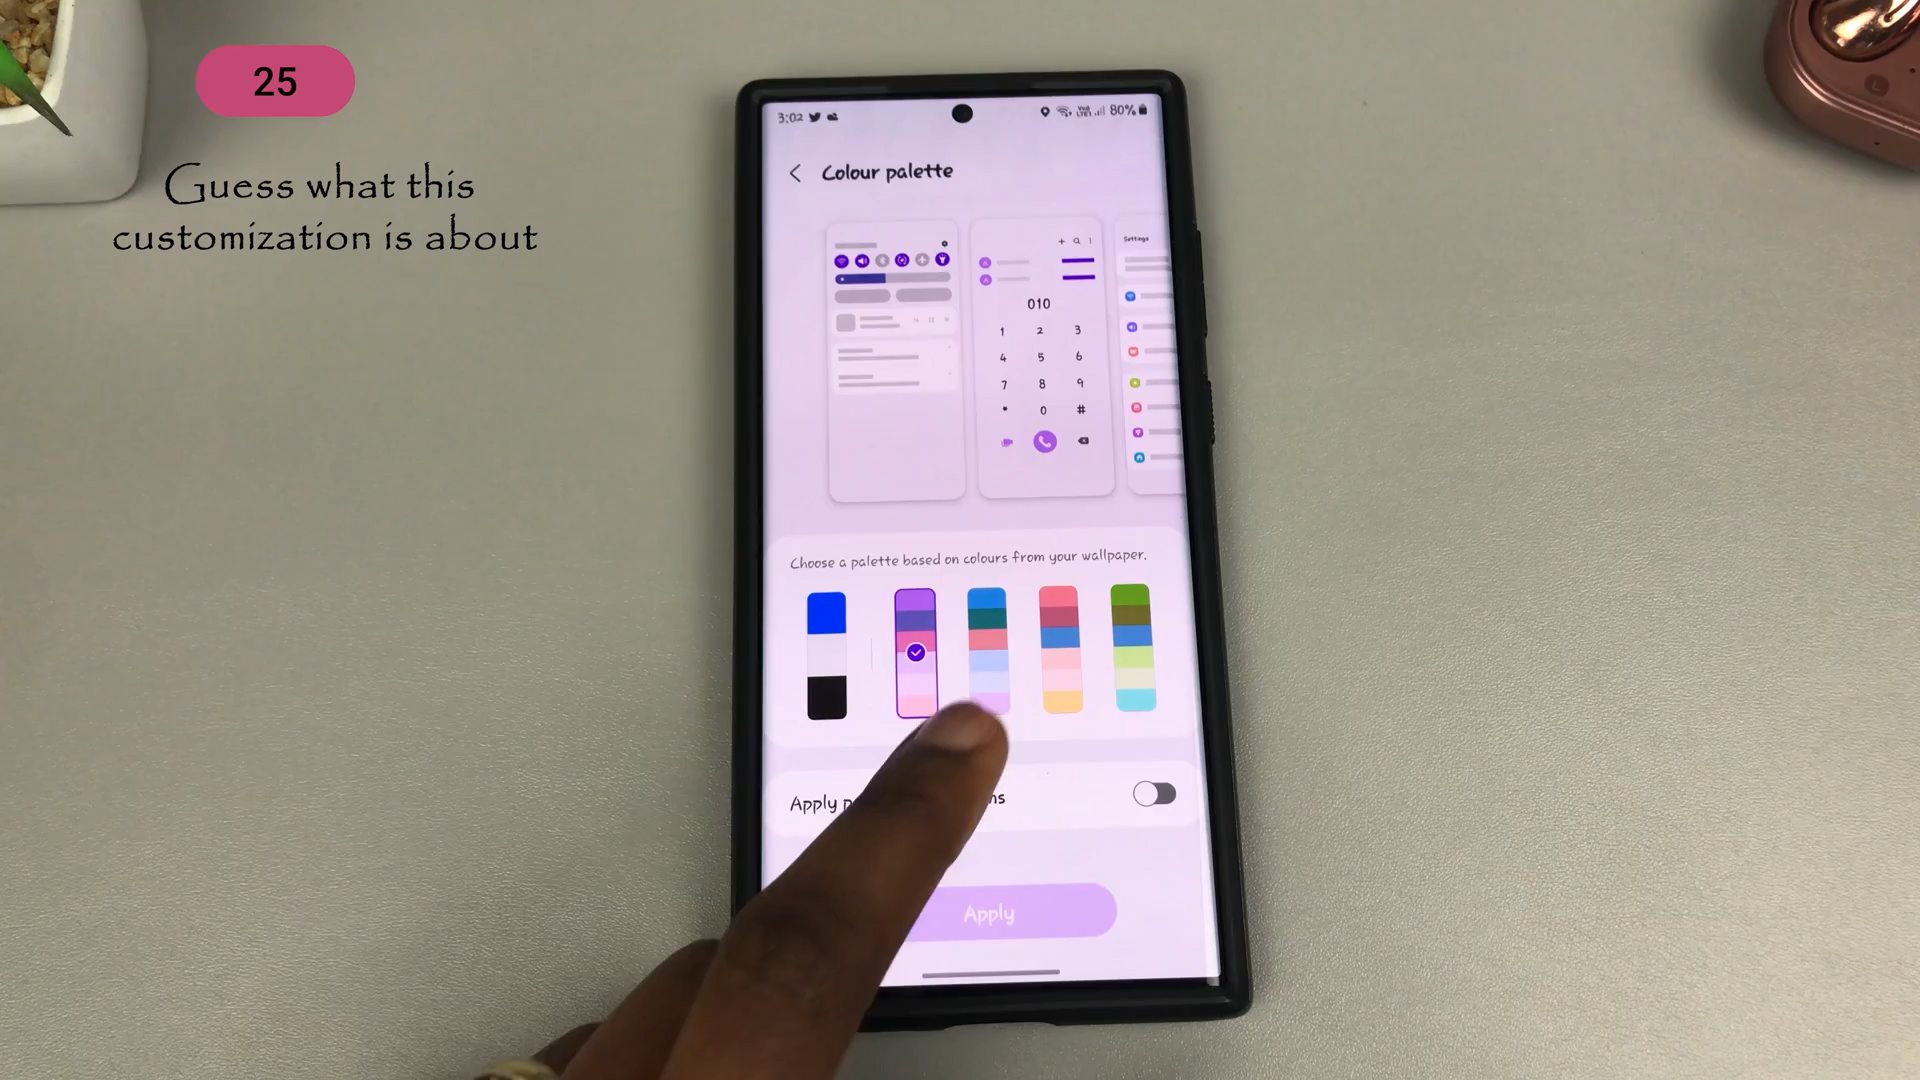 25
Guess what this
customization is about
3:02
80%
Colour palette
Settings
010
1 2 3
4 5 6
7 8 9
* 0 #
Choose a palette based on colours from your wallpaper.
Apply
Apply